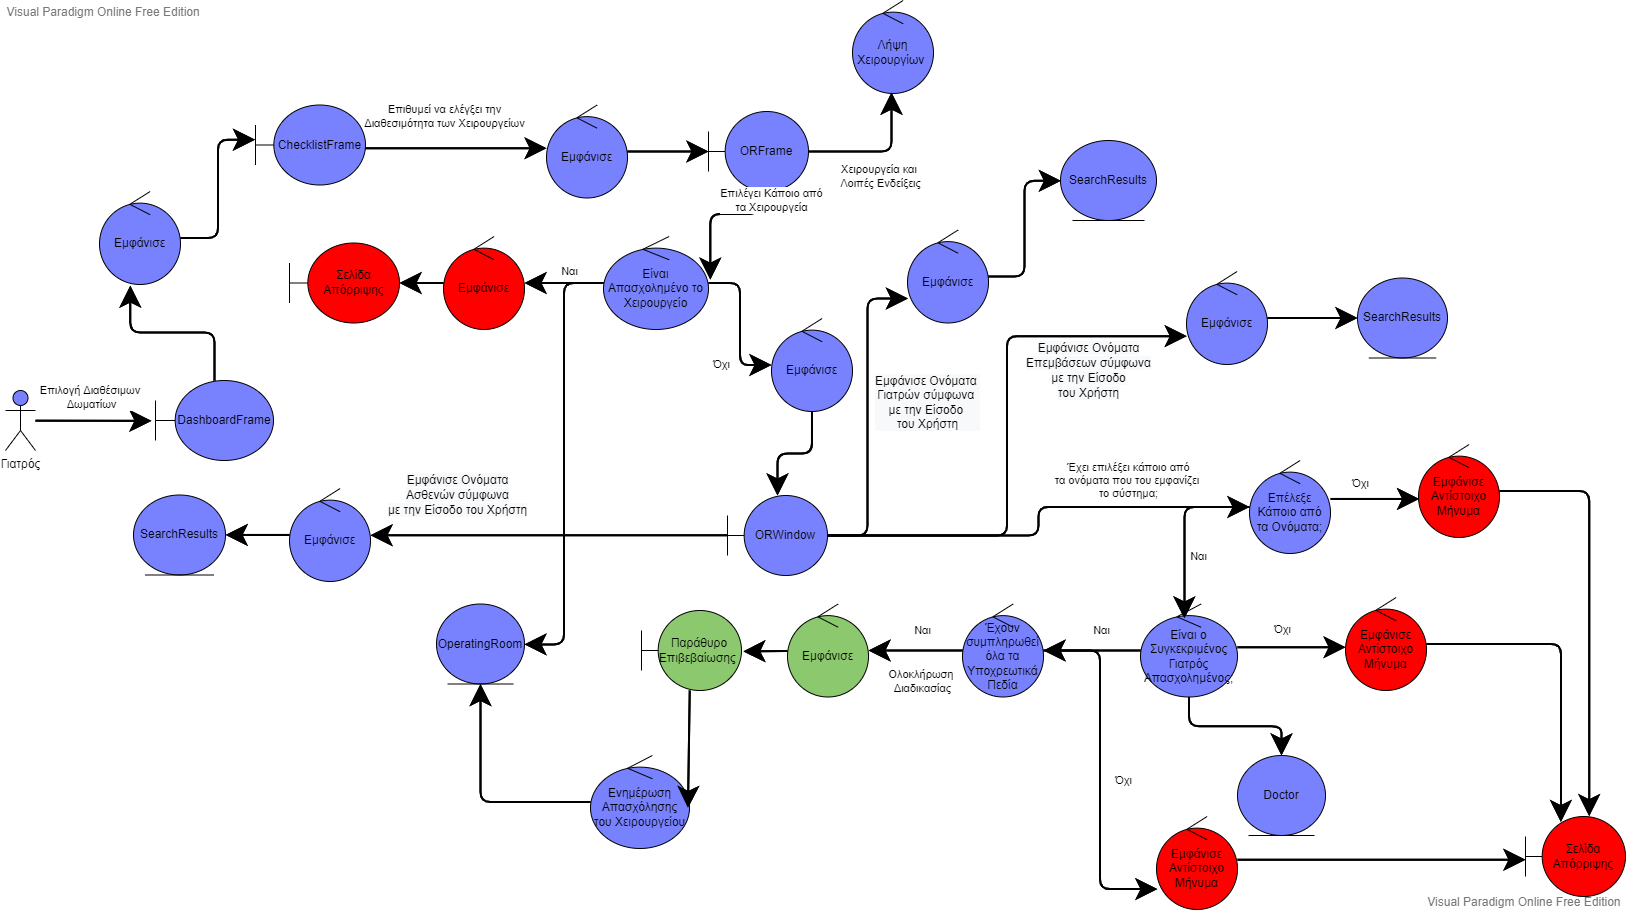 Visual Paradigm Online Free Edition
Λήψη
Χειρουργίων
ChecklistFrame
Επιθυμεί να ελέγξει την
Διαθεσιμότητα των Χειρουργείων
Εμφάνισε
ORFrame
Χειρουργεία και
Λοιπές Ενδείξεις
SearchResults
Επιλέγει Κάποιο από
τα Χειρουργεία
Εμφάνισε
Σελίδα
Απόρριψης
Εμφάνισε
Ναι
Είναι
Απασχολημένο το
Χειρουργείο
Εμφάνισε
Εμφάνισε
SearchResults
Όχι
Εμφάνισε
Εμφάνισε Ονόματα
Επεμβάσεων σύμφωνα
με την Είσοδο
του Χρήστη
Εμφάνισε Ονόματα
Γιατρών σύμφωνα
με την Είσοδο
του Χρήστη
Επιλογή Διαθέσιμων
Δωματίων
DashboardFrame
Γιατρός
Εμφάνισε Ονόματα
Ασθενών σύμφωνα
με την Είσοδο του Χρήστη
Έχει επιλέξει κάποιο από
τα ονόματα που του εμφανίζει
το σύστημα;
Επέλεξε
Κάποιο από
τα Ονόματα;
Όχι
Εμφάνισε
Αντίστοιχο
Μήνυμα
SearchResults
Εμφάνισε
ORWindow
Ναι
OperatingRoom
Παράθυρο
Επιβεβαίωσης
Εμφάνισε
Ναι
Ολοκλήρωση
Διαδικασίας
Έχουν
συμπληρωθεί
όλα τα
Υποχρεωτικά
Πεδία
Ναι
Είναι ο
Συγκεκριμένος
Γιατρός
Απασχολημένος;
Όχι
Εμφάνισε
Αντίστοιχο
Μήνυμα
Ενημέρωση
Απασχόλησης
του Χειρουργείου
Όχι
Doctor
Εμφάνισε
Αντίστοιχο
Μήνυμα
Σελίδα
Απόρριψης
Visual Paradigm Online Free Edition